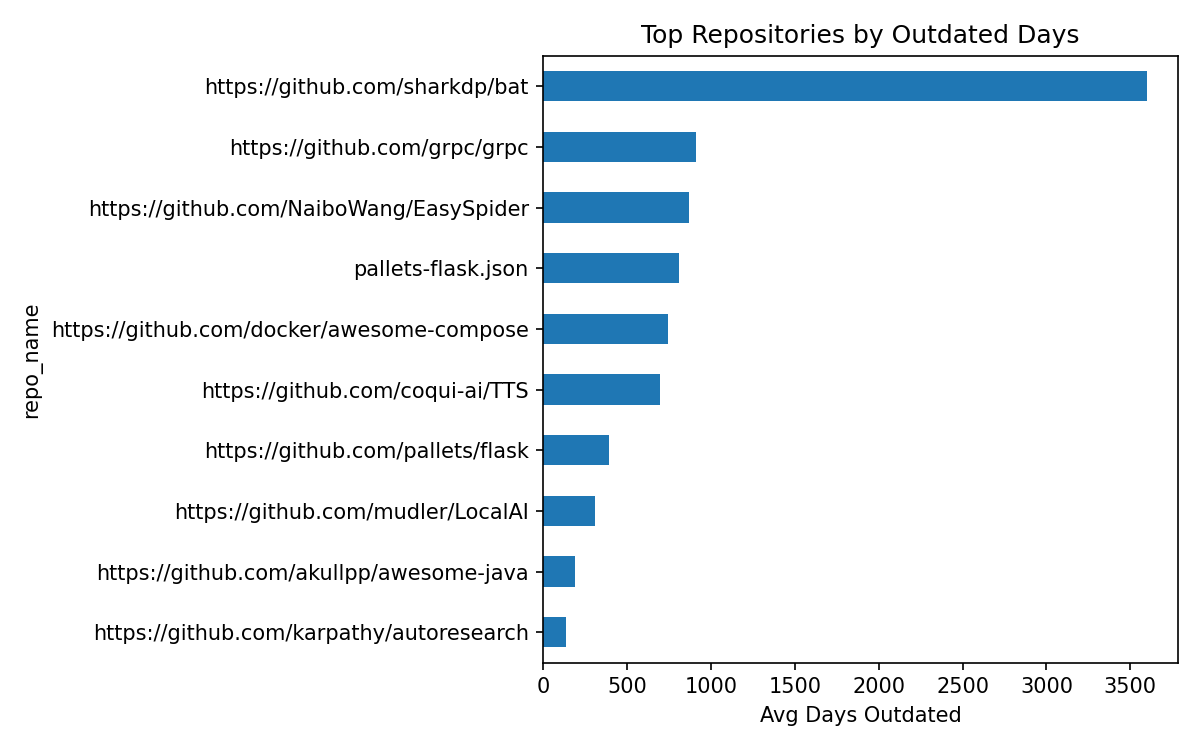 Top Repositories by Outdated Days
https://github.com/sharkdp/bat
https://github.com/grpc/grpc
https://github.com/NaiboWang/EasySpider
pallets-flask.json
https://github.com/docker/awesome-compose
https://github.com/coqui-ai/TTS
https://github.com/pallets/flask
https://github.com/mudler/LocalAI
https://github.com/akullpp/awesome-java
https://github.com/karpathy/autoresearch
repo_name
0 500 1000 1500 2000 2500 3000 3500
Avg Days Outdated